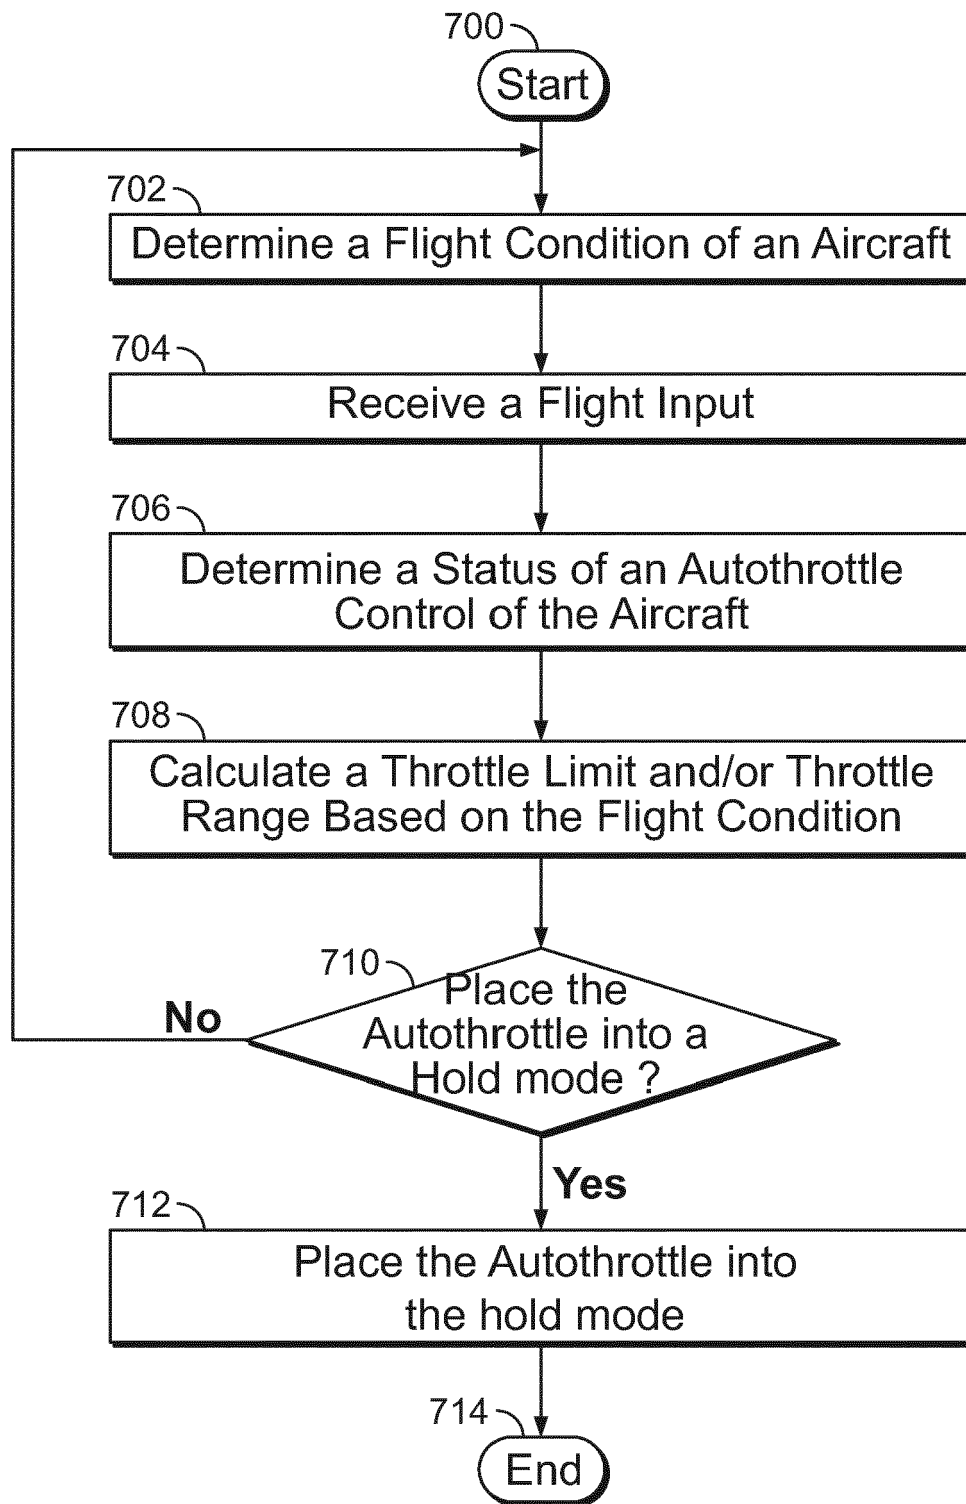 700
Start
702
Determine a Flight Condition of an Aircraft
704
Receive a Flight Input
706
Determine a Status of an Autothrottle
Control of the Aircraft
708
Calculate a Throttle Limit and/or Throttle
Range Based on the Flight Condition
710
Place the
Autothrottle into a
Hold mode ?
No
Yes
712
Place the Autothrottle into
the hold mode
714
End